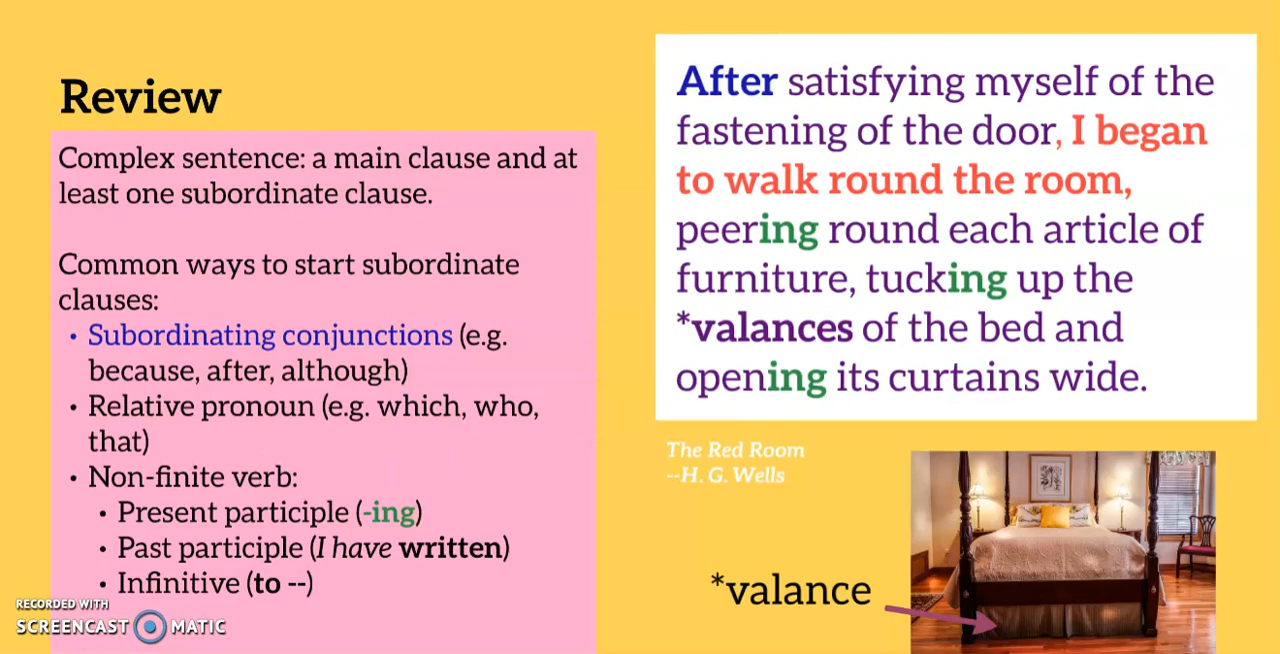 Review
Complex sentence: a main clause and at
least one subordinate clause.
Common ways to start subordinate
clauses:
• Subordinating conjunctions (e.g.
because, after, although)
• Relative pronoun (e.g. which, who,
that)
• Non-finite verb:
• Present participle (-ing)
• Past participle (I have written)
• Infinitive (to --)
RECORDED WITH
SCREENCAST MATIC
After satisfying myself of the
fastening of the door, I began
to walk round the room,
peering round each article of
furniture, tucking up the
*valances of the bed and
opening its curtains wide.
The Red Room
--H. G. Wells
*valance